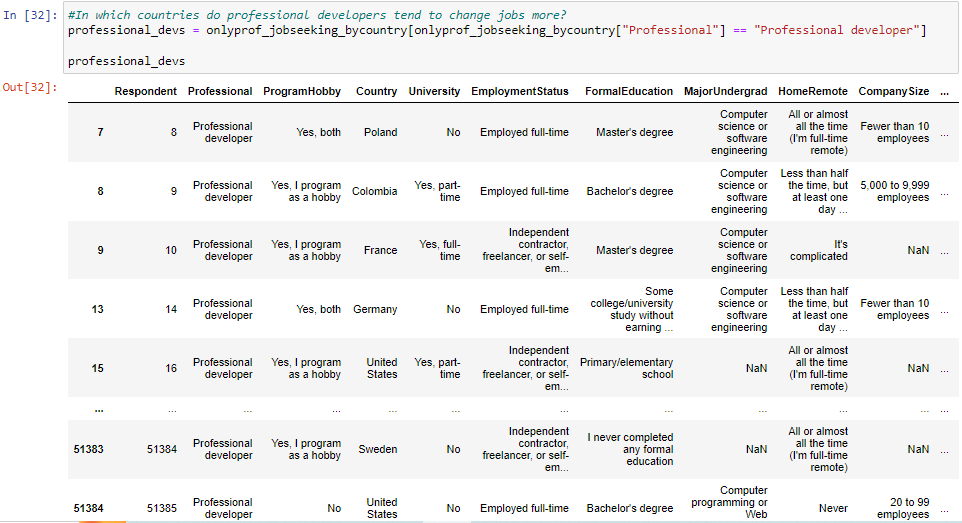 In [32]: #In which countries do professional developers tend to change jobs more?
professional_devs = onlyprof_jobseeking_bycountry[onlyprof_jobseeking_bycountry["Professional"] == "Professional developer"]
professional_devs
Out[32]:
Respondent Professional ProgramHobby Country University EmploymentStatus FormalEducation MajorUndergrad HomeRemote CompanySize ...
7 8 Professional developer Yes, both Poland No Employed full-time Master's degree Computer science or software engineering All or almost all the time (I'm full-time remote) Fewer than 10 employees ...
8 9 Professional developer Yes, I program as a hobby Colombia Yes, part-time Employed full-time Bachelor's degree Computer science or software engineering Less than half the time, but at least one day ... 5,000 to 9,999 employees ...
9 10 Professional developer Yes, I program as a hobby France Yes, full-time Independent contractor, freelancer, or self-em... Master's degree Computer science or software engineering It's complicated NaN ...
13 14 Professional developer Yes, both Germany No Employed full-time Some college/university study without earning ... Computer science or software engineering Less than half the time, but at least one day ... Fewer than 10 employees ...
15 16 Professional developer Yes, I program as a hobby United States Yes, part-time Independent contractor, freelancer, or self-em... Primary/elementary school NaN All or almost all the time (I'm full-time remote) NaN ...
... ... ... ... ... ... ... ... ... ... ... ...
51383 51384 Professional developer Yes, I program as a hobby Sweden No Independent contractor, freelancer, or self-em... I never completed any formal education NaN All or almost all the time (I'm full-time remote) NaN ...
51384 51385 Professional developer No United States No Employed full-time Bachelor's degree Computer programming or Web Never 20 to 99 employees ...